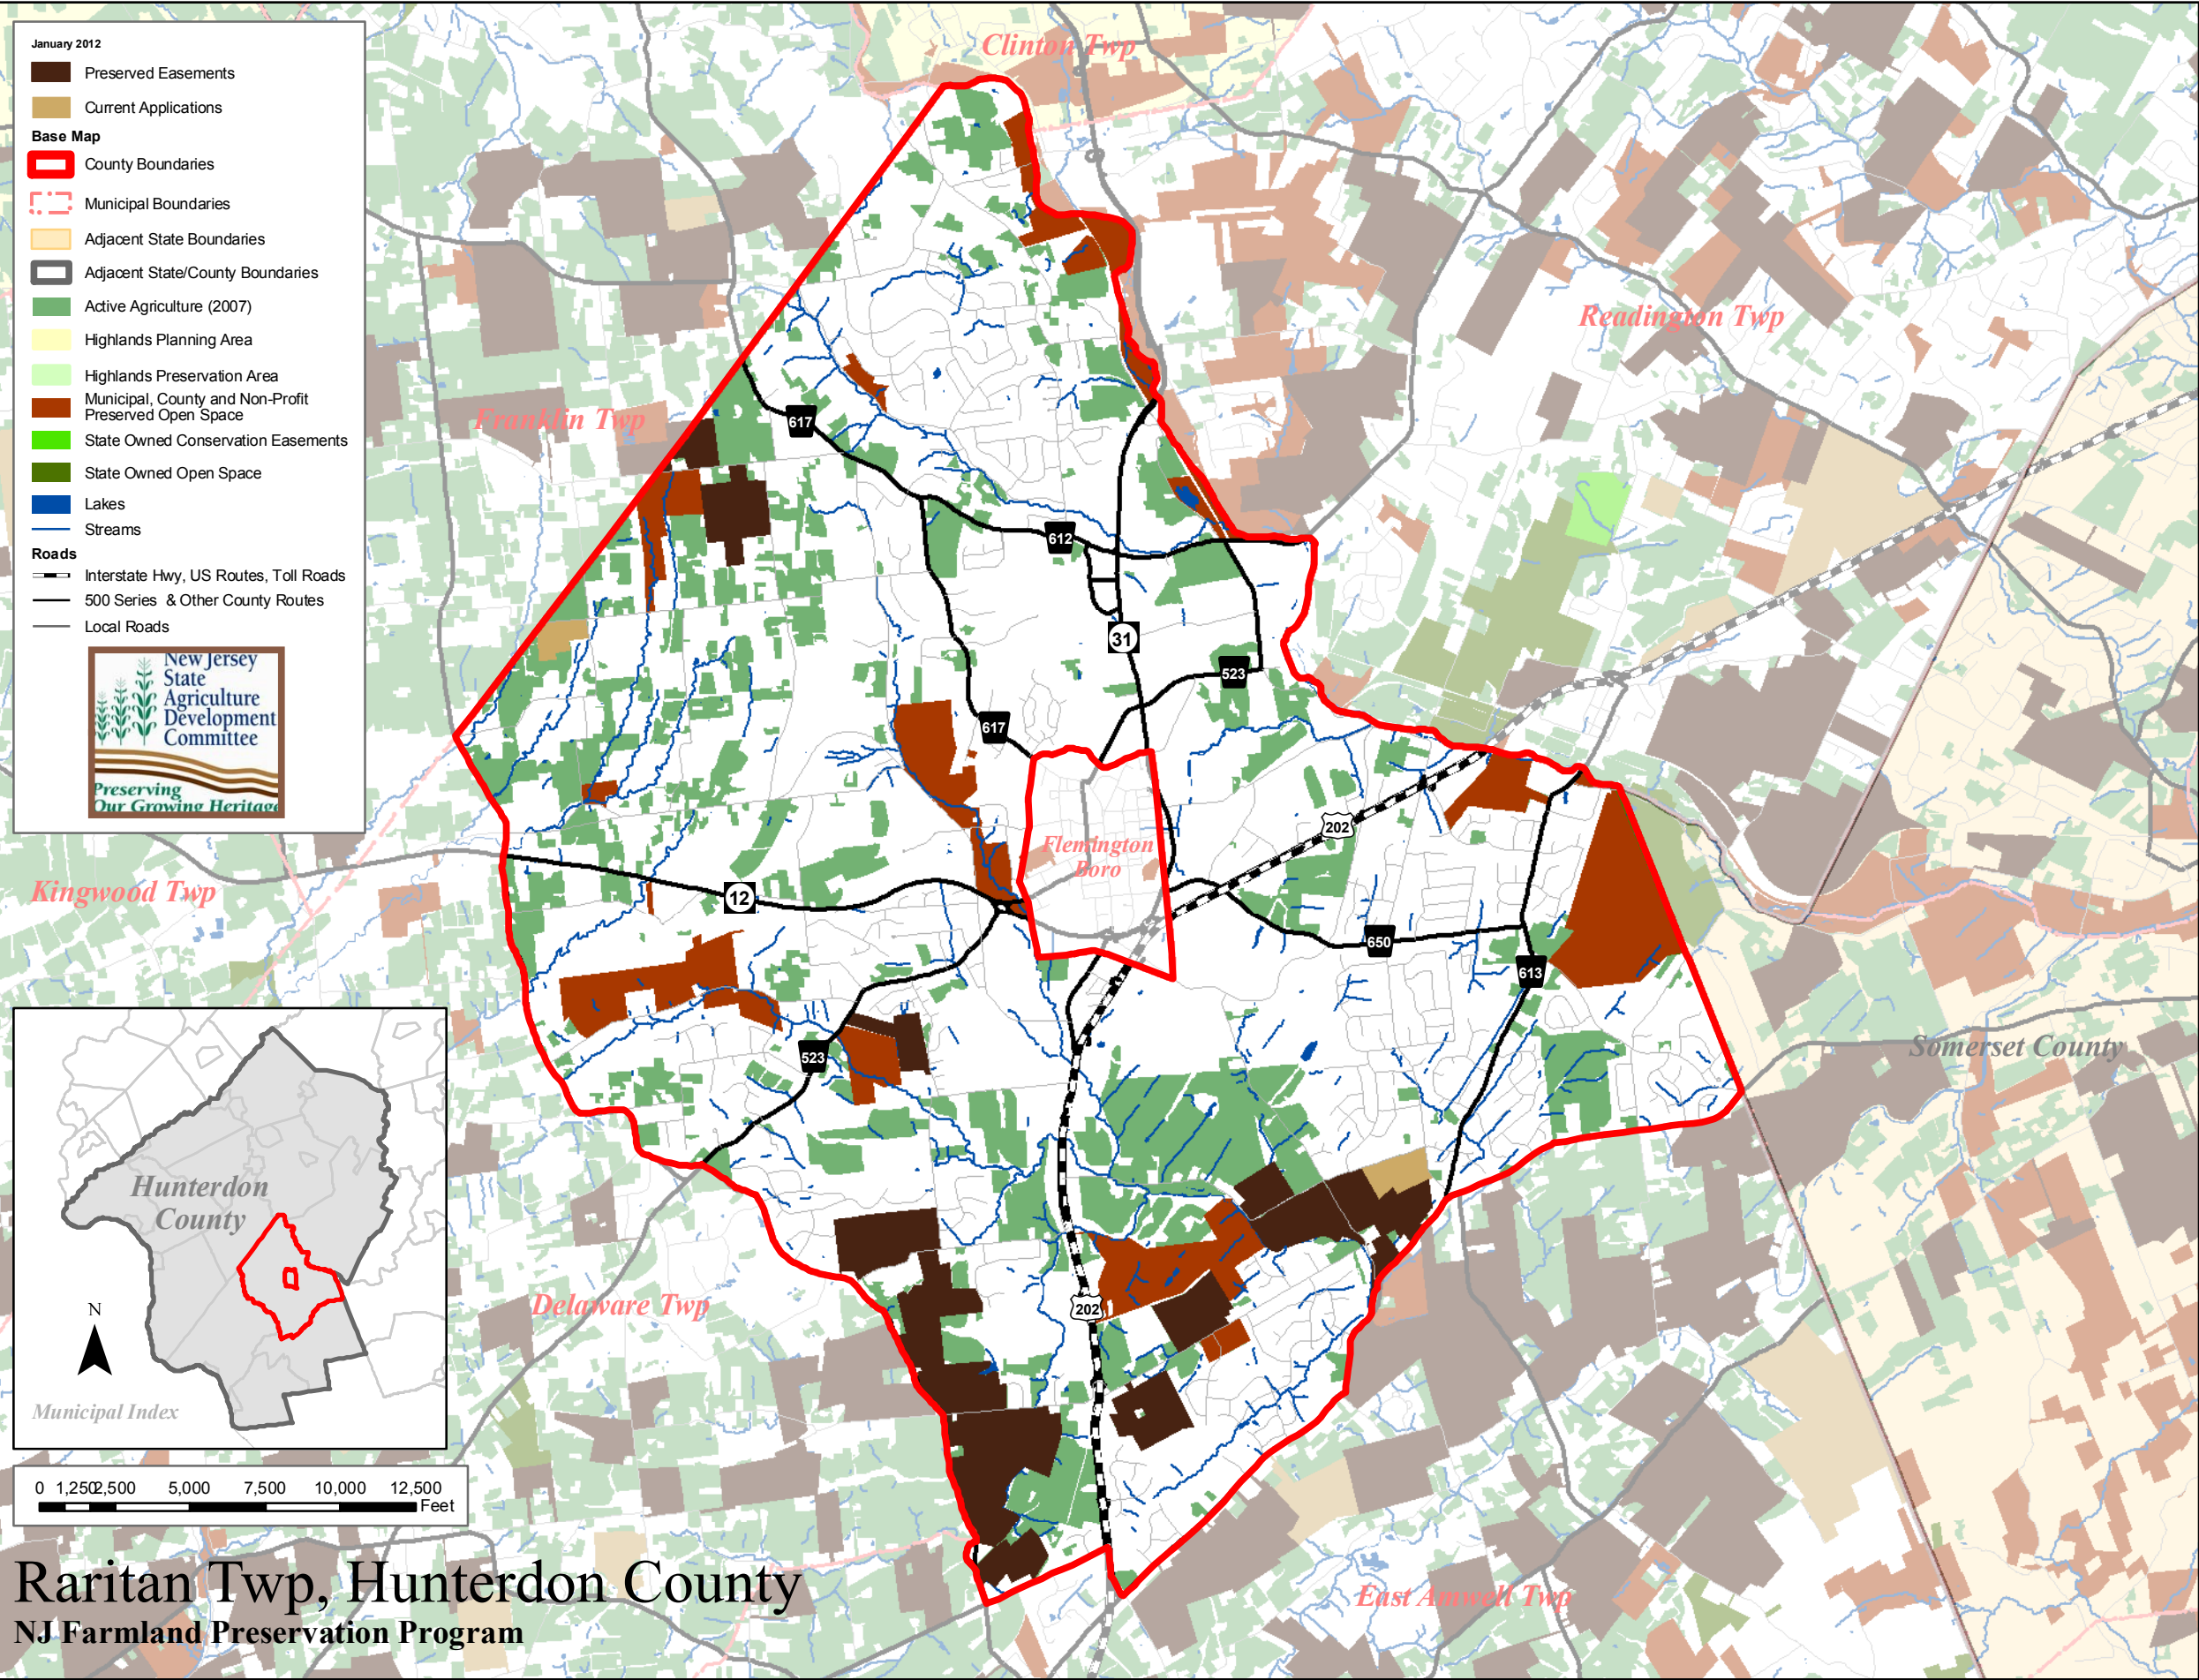 January 2012
Preserved Easements
Current Applications
Base Map
County Boundaries
Municipal Boundaries
Adjacent State Boundaries
Adjacent State/County Boundaries
Active Agriculture (2007)
Highlands Planning Area
Highlands Preservation Area
Municipal, County and Non-Profit
Preserved Open Space
State Owned Conservation Easements
State Owned Open Space
Lakes
Streams
Roads
Interstate Hwy, US Routes, Toll Roads
500 Series & Other County Routes
Local Roads
New Jersey
State
Agriculture
Development
Committee
Preserving
Our Growing Heritage
Clinton Twp
Readington Twp
Franklin Twp
617
612
31
523
617
202
Flemington
Boro
Kingwood Twp
12
650
613
523
Somerset County
Hunterdon
County
N
Municipal Index
Delaware Twp
202
0 1,250 2,500 5,000 7,500 10,000 12,500
Feet
East Amwell Twp
Raritan Twp, Hunterdon County
NJ Farmland Preservation Program